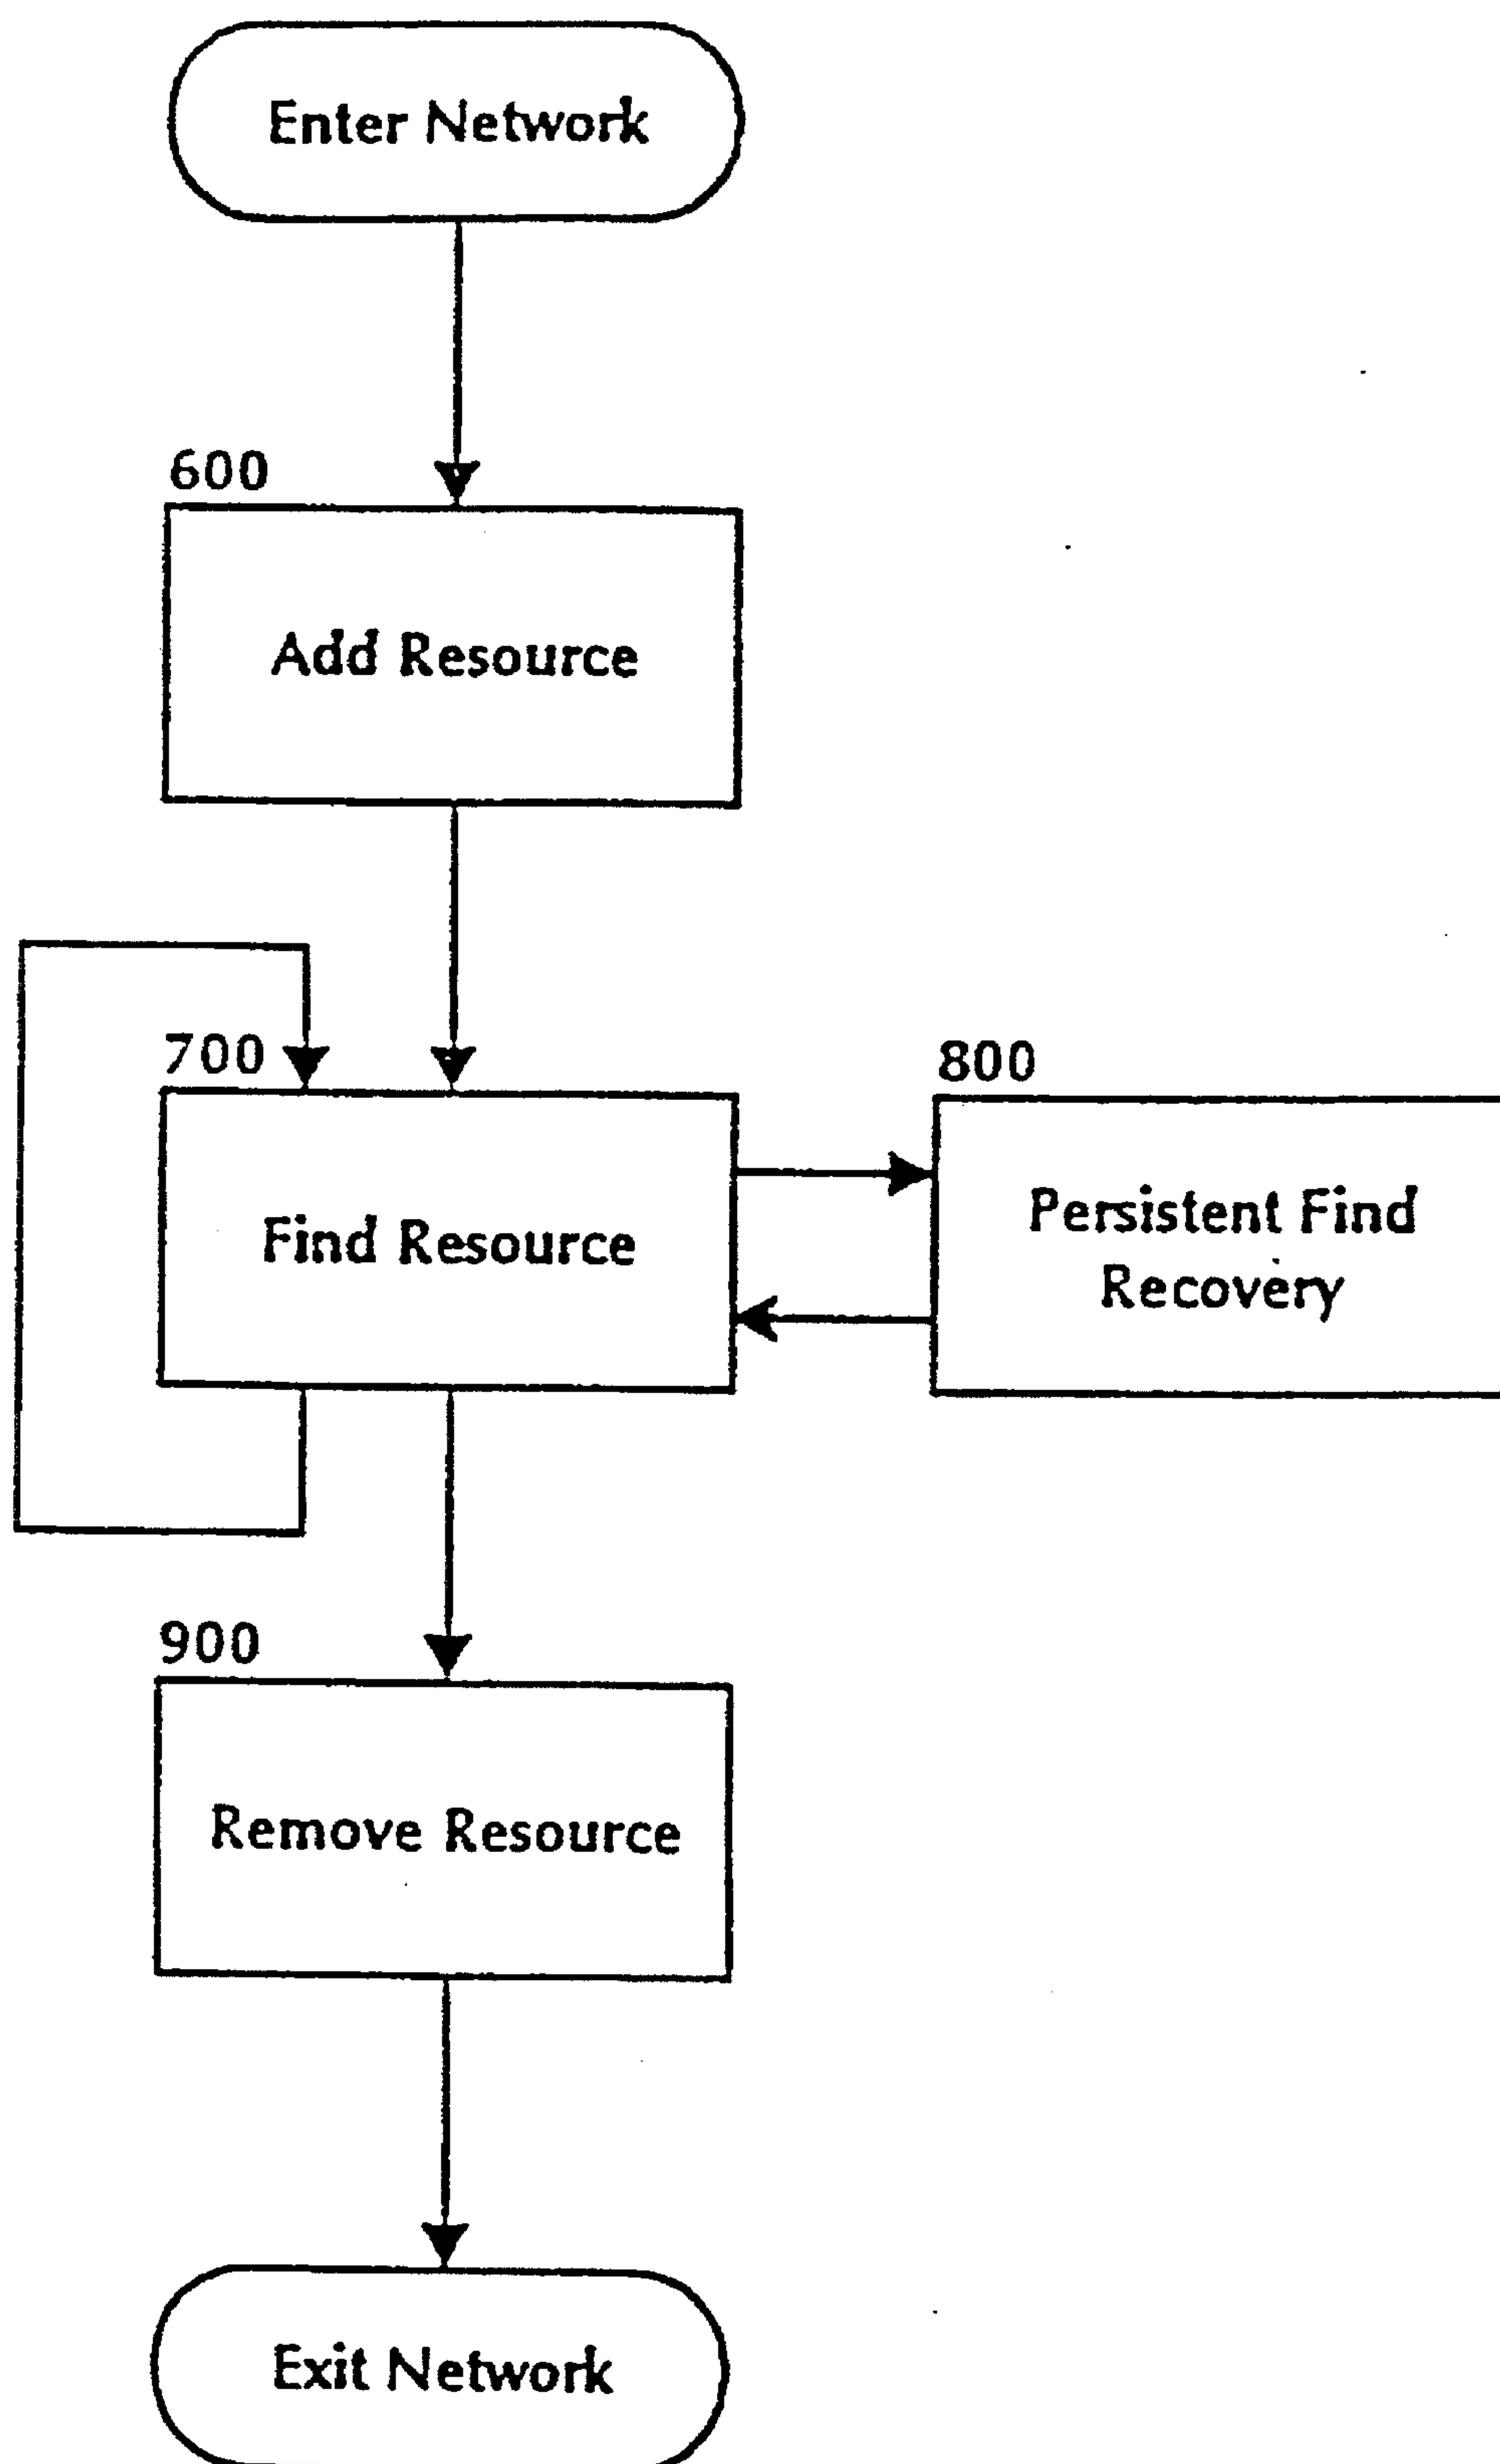 Enter Network
600
Add Resource
700
Find Resource
800
Persistent Find
Recovery
900
Remove Resource
Exit Network